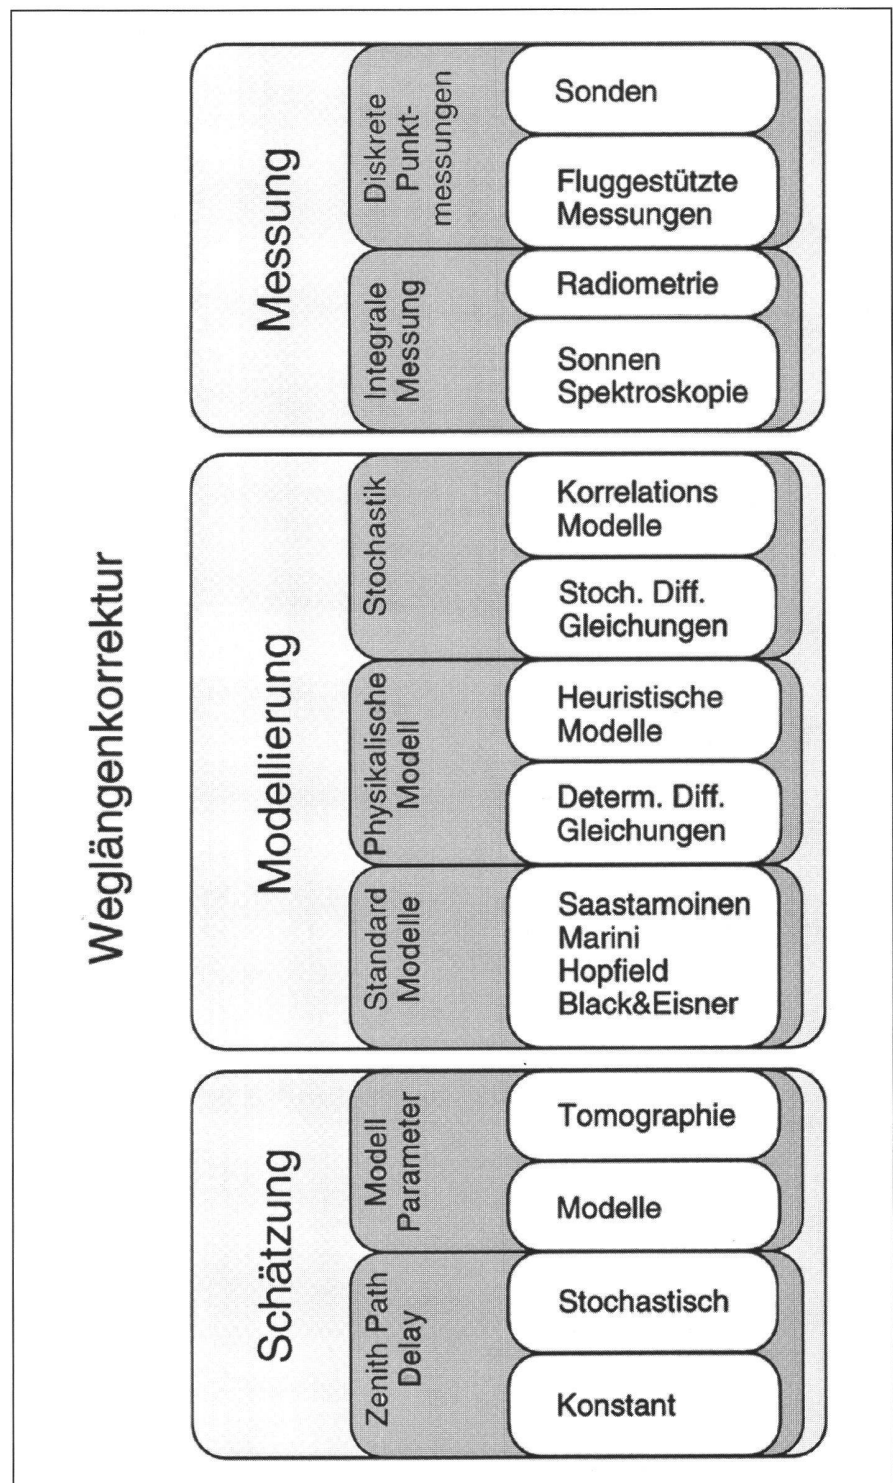 Weglängenkorrektur
Messung
Diskrete
Punkt-
messungen
Sonden
Fluggestützte
Messungen
Integrale
Messung
Radiometrie
Sonnen
Spektroskopie
Modellierung
Stochastik
Korrelations
Modelle
Stoch. Diff.
Gleichungen
Physikalische
Modell
Heuristische
Modelle
Determ. Diff.
Gleichungen
Standard
Modelle
Saastamoinen
Marini
Hopfield
Black&Eisner
Schätzung
Modell
Parameter
Tomographie
Modelle
Zenith Path
Delay
Stochastisch
Konstant